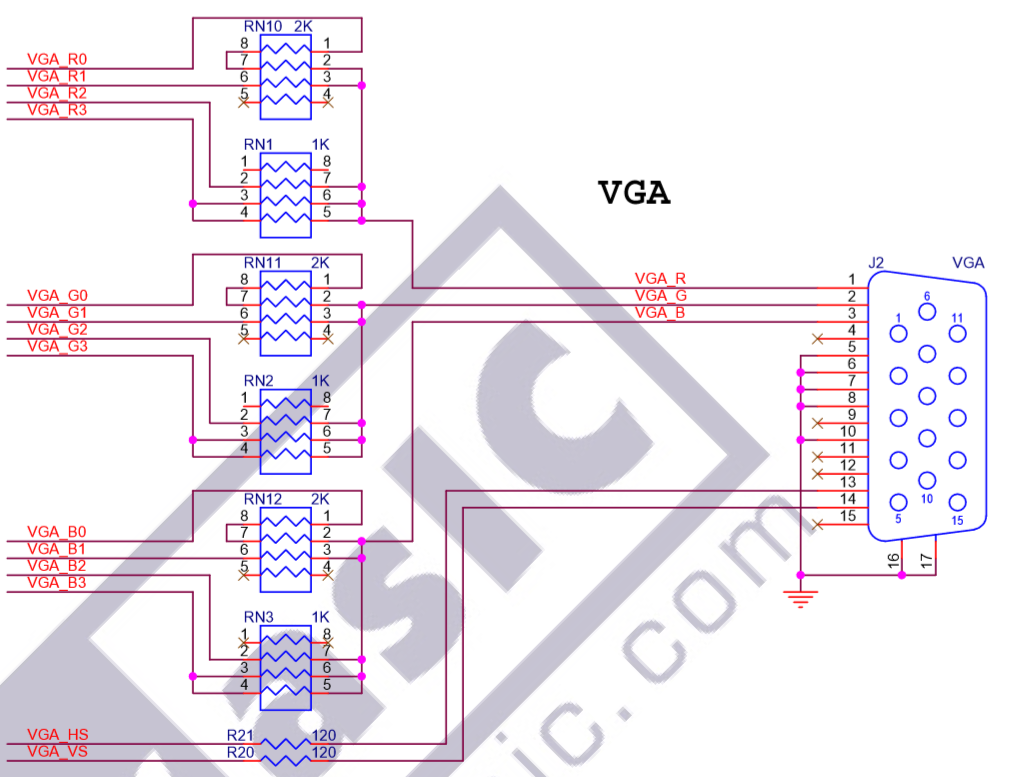 RN10 2K
8 1
7 2
6 3
5 4
VGA_R0
VGA_R1
VGA_R2
VGA_R3
RN1 1K
1 8
2 7
3 6
4 5
VGA
RN11 2K
8 1
7 2
6 3
5 4
VGA_G0
VGA_G1
VGA_G2
VGA_G3
RN2 1K
1 8
2 7
3 6
4 5
RN12 2K
8 1
7 2
6 3
5 4
VGA_B0
VGA_B1
VGA_B2
VGA_B3
RN3 1K
1 8
2 7
3 6
4 5
VGA_HS R21 120
VGA_VS R20 120
VGA_R
VGA_G
VGA_B
J2 VGA
1
2
3
4
5
6
7
8
9
10
11
12
13
14
15
6
1 11
10
5 15
16 17
asic
ic.com